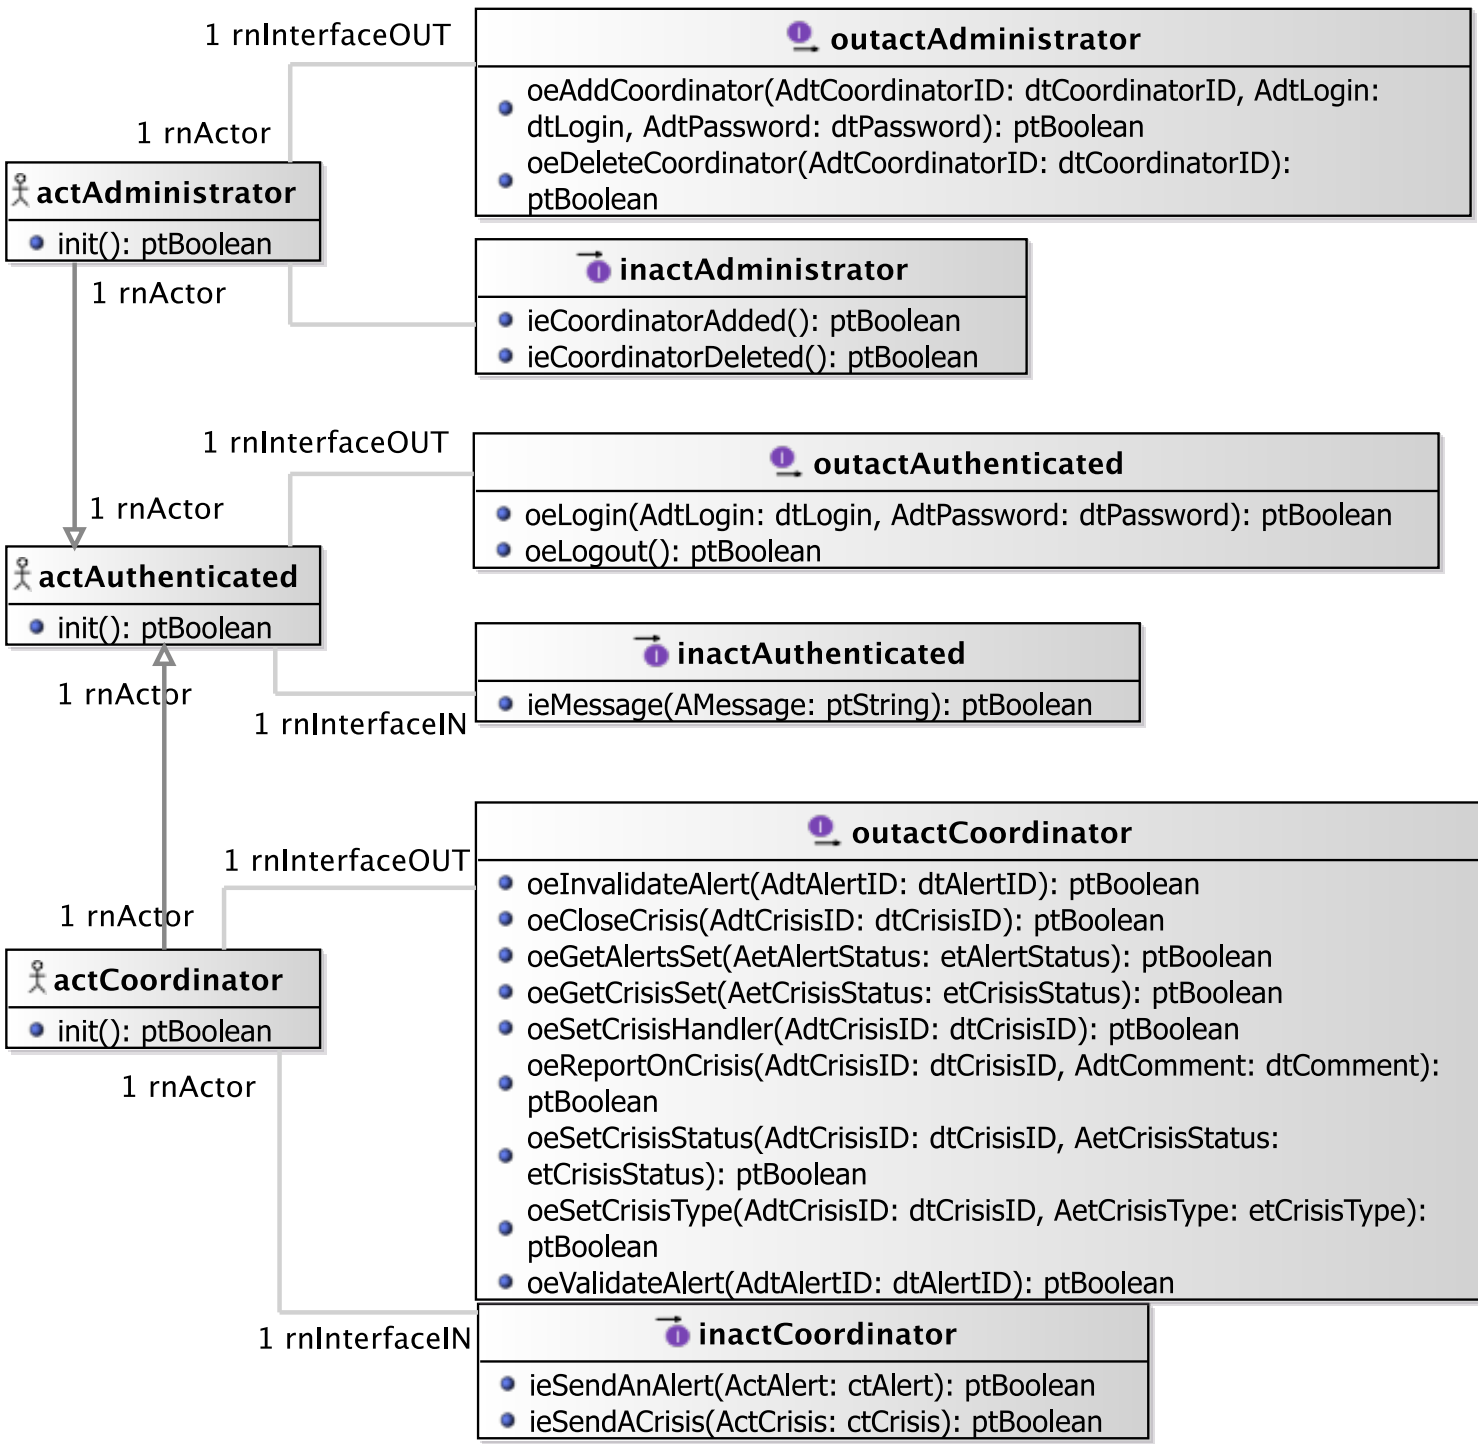 1 rnInterfaceOUT
outactAdministrator
oeAddCoordinator(AdtCoordinatorID: dtCoordinatorID, AdtLogin:
dtLogin, AdtPassword: dtPassword): ptBoolean
oeDeleteCoordinator(AdtCoordinatorID: dtCoordinatorID):
ptBoolean
1 rnActor
actAdministrator
init(): ptBoolean
1 rnActor
inactAdministrator
ieCoordinatorAdded(): ptBoolean
ieCoordinatorDeleted(): ptBoolean
1 rnInterfaceOUT
outactAuthenticated
oeLogin(AdtLogin: dtLogin, AdtPassword: dtPassword): ptBoolean
oeLogout(): ptBoolean
1 rnActor
actAuthenticated
init(): ptBoolean
1 rnActor
inactAuthenticated
ieMessage(AMessage: ptString): ptBoolean
1 rnInterfaceIN
outactCoordinator
1 rnInterfaceOUT
oeInvalidateAlert(AdtAlertID: dtAlertID): ptBoolean
oeCloseCrisis(AdtCrisisID: dtCrisisID): ptBoolean
oeGetAlertsSet(AetAlertStatus: etAlertStatus): ptBoolean
oeGetCrisisSet(AetCrisisStatus: etCrisisStatus): ptBoolean
oeSetCrisisHandler(AdtCrisisID: dtCrisisID): ptBoolean
oeReportOnCrisis(AdtCrisisID: dtCrisisID, AdtComment: dtComment):
ptBoolean
oeSetCrisisStatus(AdtCrisisID: dtCrisisID, AetCrisisStatus:
etCrisisStatus): ptBoolean
oeSetCrisisType(AdtCrisisID: dtCrisisID, AetCrisisType: etCrisisType):
ptBoolean
oeValidateAlert(AdtAlertID: dtAlertID): ptBoolean
1 rnActor
actCoordinator
init(): ptBoolean
1 rnActor
1 rnInterfaceIN
inactCoordinator
ieSendAnAlert(ActAlert: ctAlert): ptBoolean
ieSendACrisis(ActCrisis: ctCrisis): ptBoolean